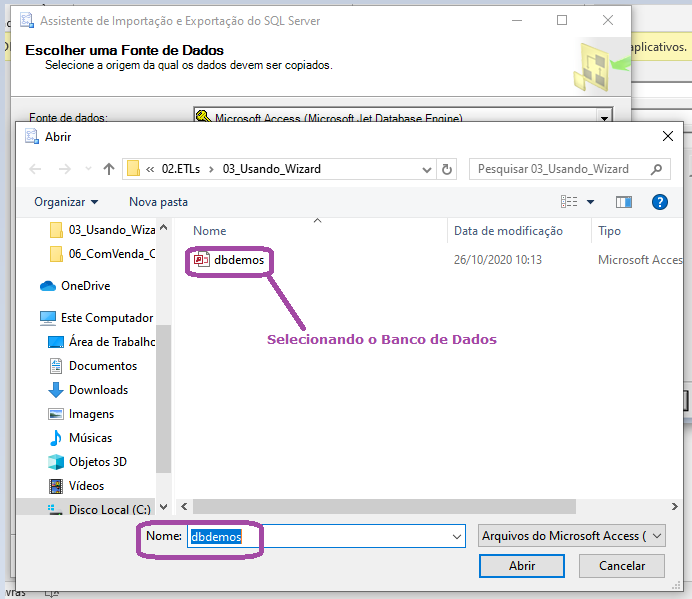 Assistente de Importação e Exportação do SQL Server
Escolher uma Fonte de Dados
Selecione a origem da qual os dados devem ser copiados.
aplicativos.
Fonte de dados:
Microsoft Access (Microsoft Jet Database Engine)
Abrir
« 02.ETLs › 03_Usando_Wizard
Pesquisar 03_Usando_Wizard
Organizar
Nova pasta
03_Usando_Wiza
06_ComVenda_C
OneDrive
Este Computador
Área de Trabalho
Documentos
Downloads
Imagens
Músicas
Objetos 3D
Vídeos
Disco Local (C:)
Nome
Data de modificação
Tipo
dbdemos
26/10/2020 10:13
Microsoft Acces
Selecionando o Banco de Dados
Nome:
dbdemos
Arquivos do Microsoft Access (
Abrir
Cancelar